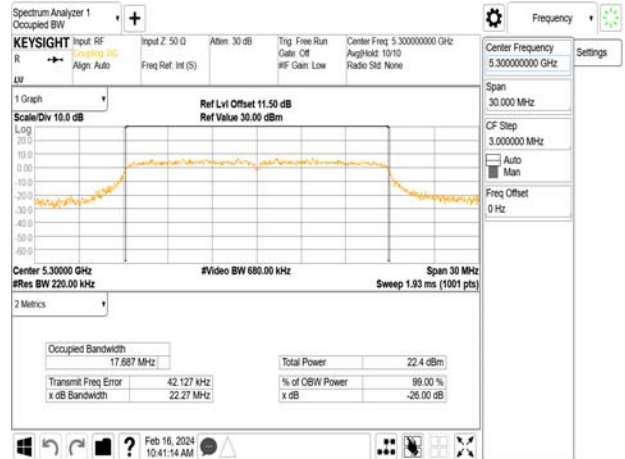 Spectrum Analyzer 1
Occupied BW
Frequency
KEYSIGHT
R
Input: RF
Coupling: DC
Align: Auto
Input Z: 50 Ω
Freq Ref: Int (S)
Atten: 30 dB
Trig: Free Run
Gate: Off
#IF Gain: Low
Center Freq: 5.300000000 GHz
Avg|Hold: 10/10
Radio Std: None
Center Frequency
5.300000000 GHz
Settings
Span
30.000 MHz
CF Step
3.000000 MHz
Auto
Man
Freq Offset
0 Hz
1 Graph
Scale/Div 10.0 dB
Ref Lvl Offset 11.50 dB
Ref Value 30.00 dBm
Log
20.0
10.0
0.00
-10.0
-20.0
-30.0
-40.0
-50.0
-60.0
Center 5.30000 GHz
#Res BW 220.00 kHz
#Video BW 680.00 kHz
Span 30 MHz
Sweep 1.93 ms (1001 pts)
2 Metrics
Occupied Bandwidth
17.687 MHz
Transmit Freq Error 42.127 kHz
x dB Bandwidth 22.27 MHz
Total Power 22.4 dBm
% of OBW Power 99.00 %
x dB -26.00 dB
?
Feb 16, 2024
10:41:14 AM